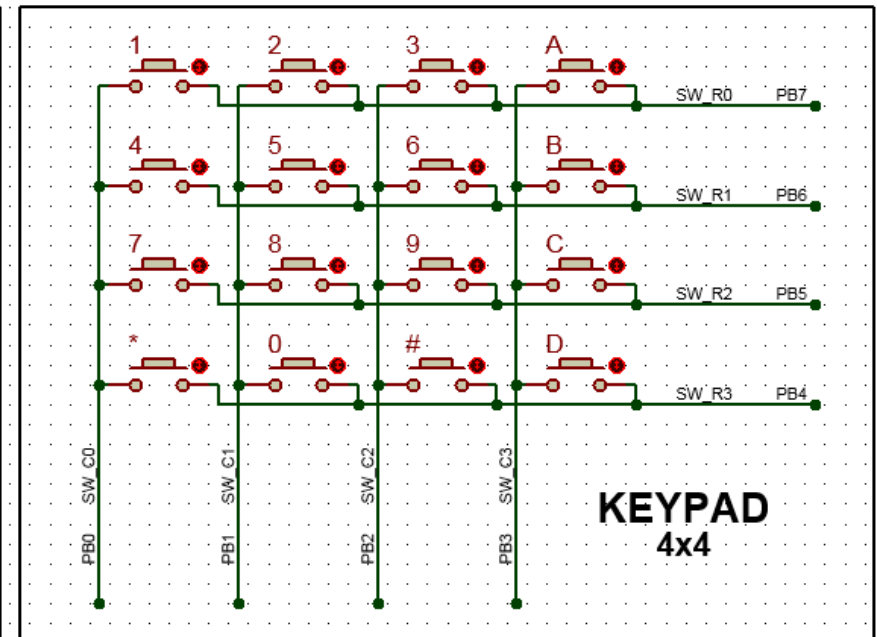 1 2 3 A
SW_R0 PB7
4 5 6 B
SW_R1 PB6
7 8 9 C
SW_R2 PB5
* 0 # D
SW_R3 PB4
SW_C0 SW_C1 SW_C2 SW_C3
PB0 PB1 PB2 PB3
KEYPAD
4x4